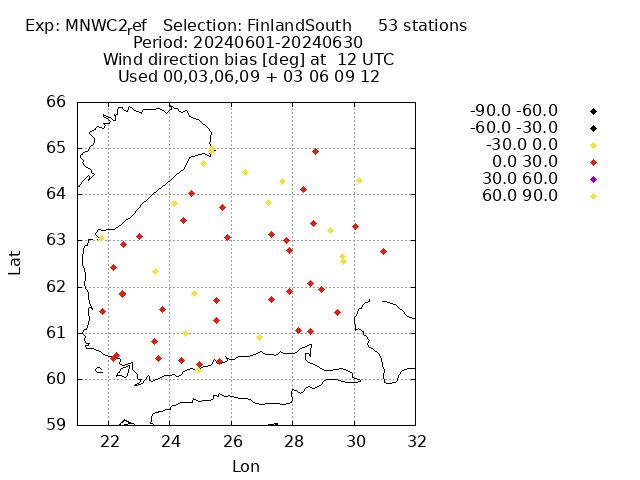 Exp: MNWC2ref   Selection: FinlandSouth     53 stations
Period: 20240601-20240630
Wind direction bias [deg] at  12 UTC
Used 00,03,06,09 + 03 06 09 12
-90.0 -60.0
-60.0 -30.0
-30.0 0.0
0.0 30.0
30.0 60.0
60.0 90.0
66
65
64
63
62
61
60
59
Lat
22 24 26 28 30 32
Lon